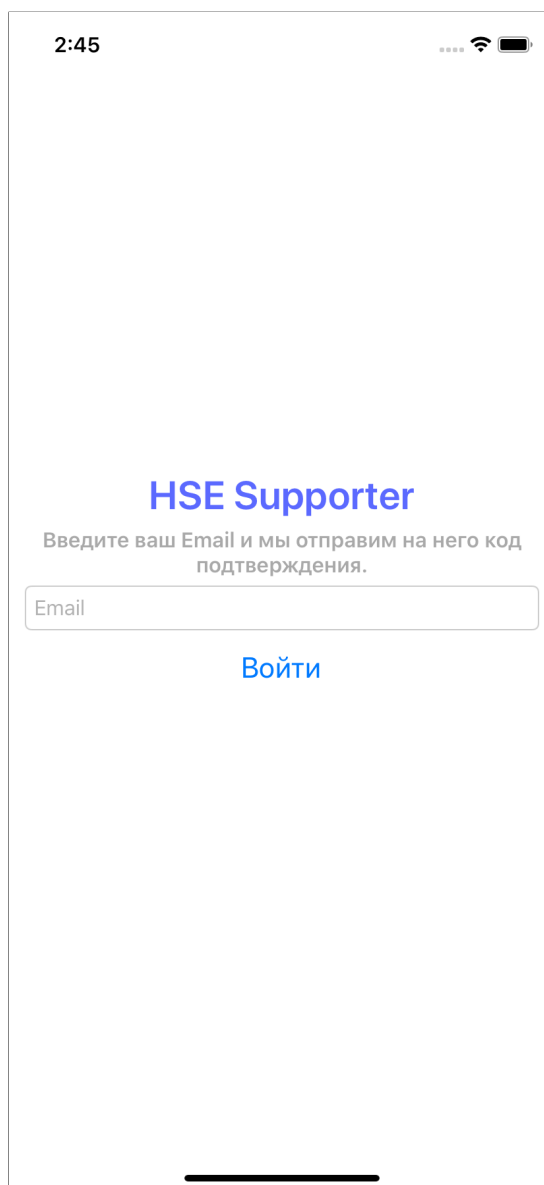 2:45
HSE Supporter
Введите ваш Email и мы отправим на него код
подтверждения.
Email
Войти